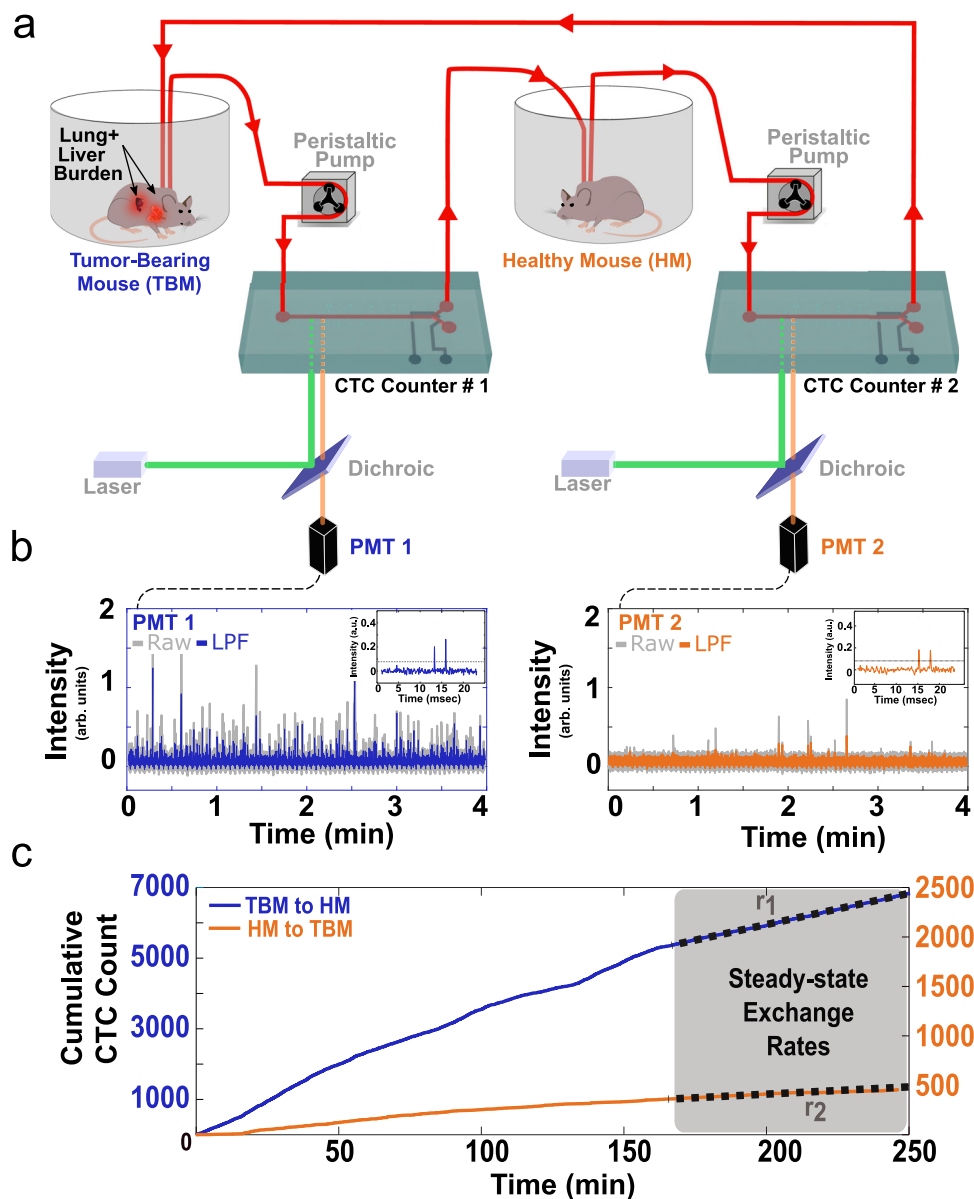 a
Lung+
Liver
Burden
Peristaltic
Pump
Peristaltic
Pump
Tumor-Bearing
Mouse (TBM)
Healthy Mouse (HM)
CTC Counter # 1
CTC Counter # 2
Laser
Dichroic
Laser
Dichroic
b
PMT 1
PMT 2
PMT 1
Raw LPF
Intensity
(arb. units)
2
1
0
0 1 2 3 4
Time (min)
Intensity (a.u.)
0.4
0.2
0
1 5 10 15 20
Time (msec)
PMT 2
Raw LPF
Intensity
(arb. units)
2
1
0
0 1 2 3 4
Time (min)
Intensity (a.u.)
0.4
0.2
0
1 5 10 15 20
Time (msec)
c
Cumulative
CTC Count
7000
5000
3000
1000
0
TBM to HM
HM to TBM
r1
Steady-state
Exchange
Rates
r2
2500
2000
1500
1000
500
50 100 150 200 250
Time (min)